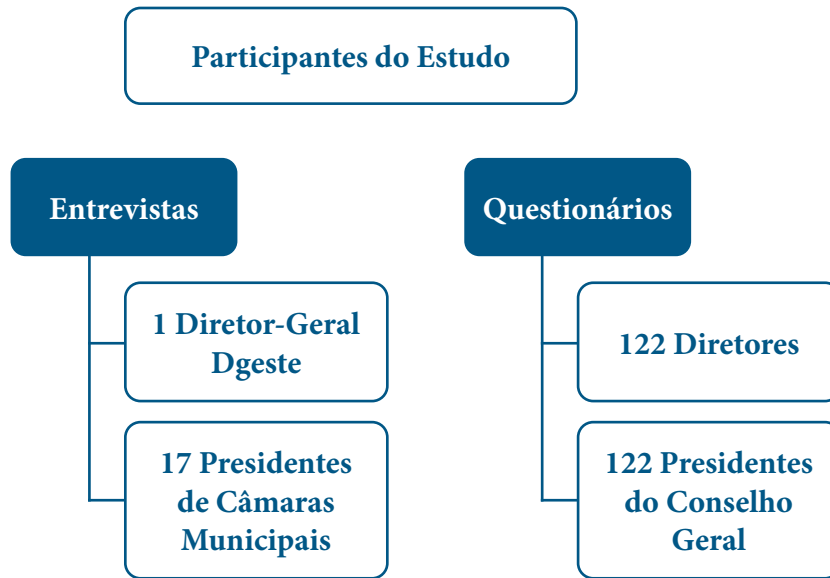 Participantes do Estudo
Entrevistas
1 Diretor-Geral
Dgeste
17 Presidentes
de Câmaras
Municipais
Questionários
122 Diretores
122 Presidentes
do Conselho
Geral